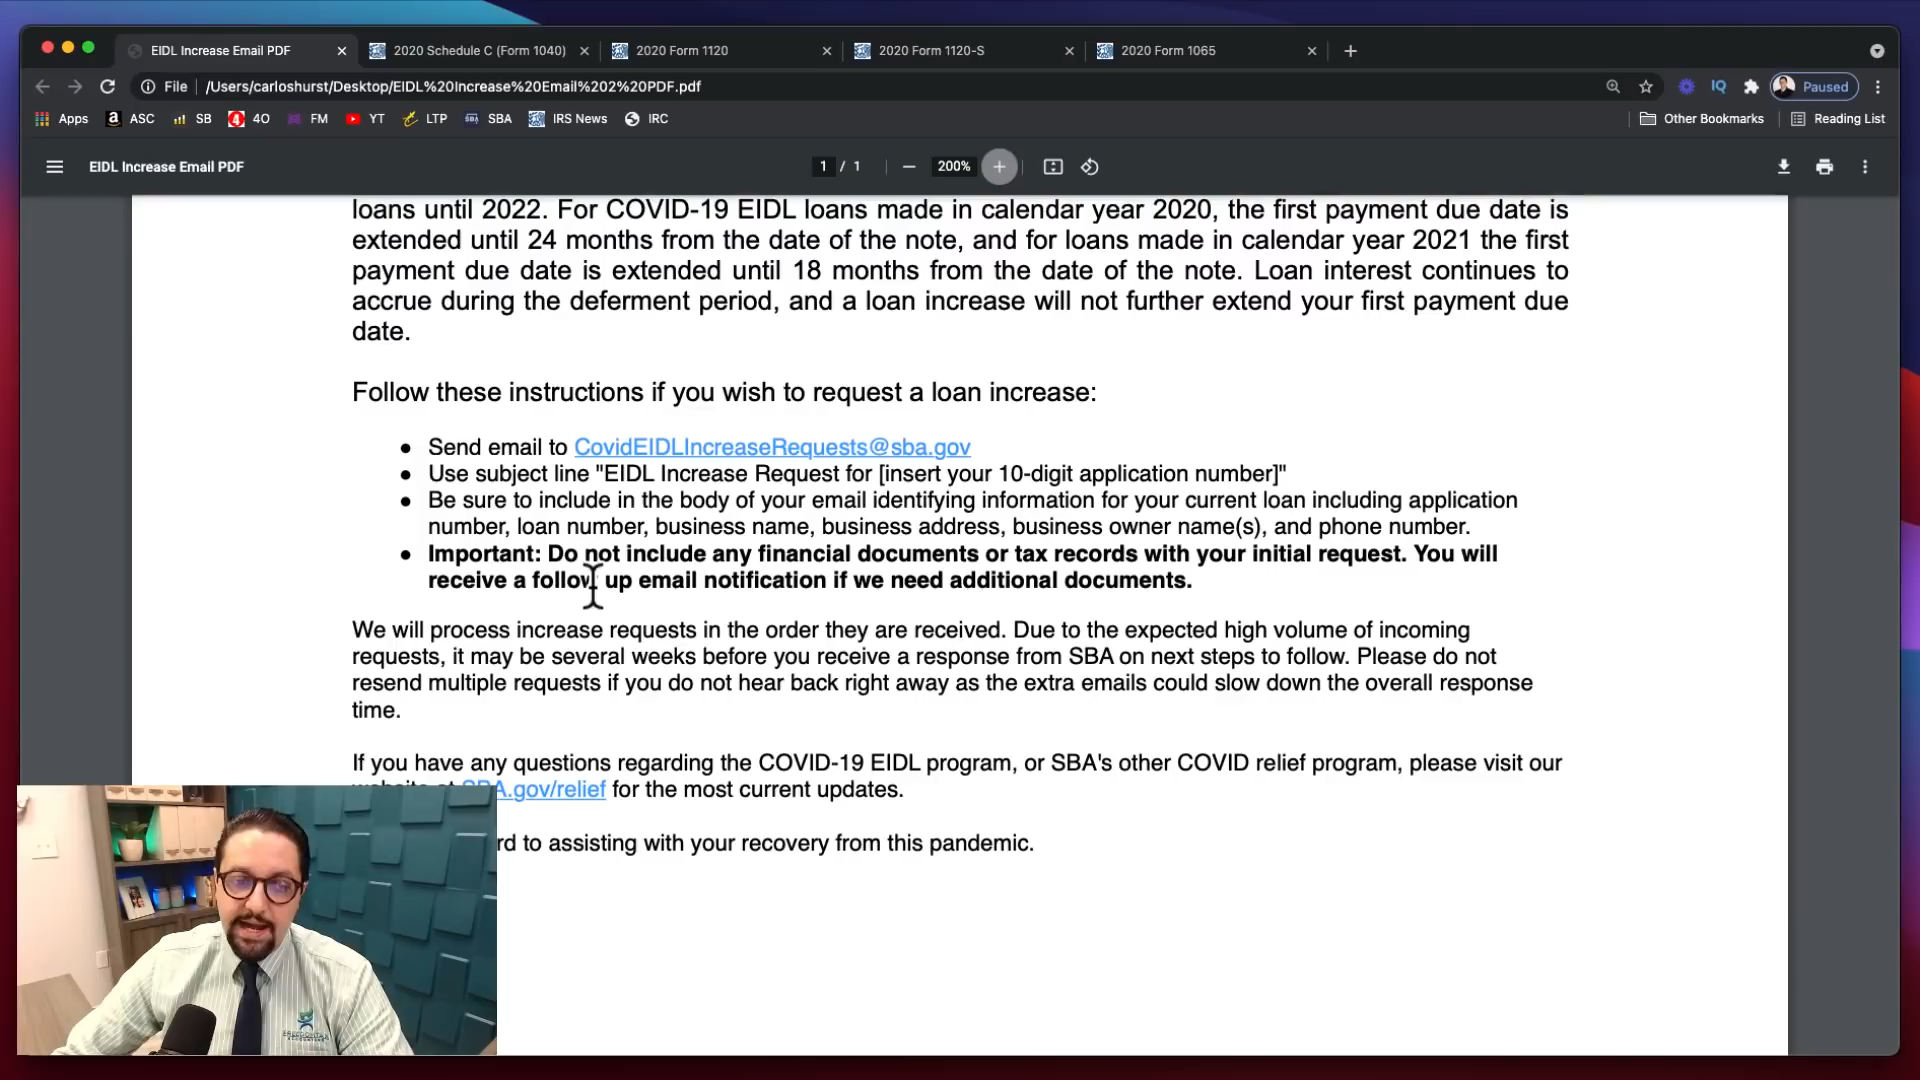 EIDL Increase Email PDF
2020 Schedule C (Form 1040)
2020 Form 1120
2020 Form 1120-S
2020 Form 1065
File
/Users/carloshurst/Desktop/EIDL%20Increase%20Email%202%20PDF.pdf
IQ
Paused
Apps
ASC
SB
4O
FM
YT
LTP
SBA
IRS News
IRC
Other Bookmarks
Reading List
EIDL Increase Email PDF
1 / 1
200%
loans until 2022. For COVID-19 EIDL loans made in calendar year 2020, the first payment due date is
extended until 24 months from the date of the note, and for loans made in calendar year 2021 the first
payment due date is extended until 18 months from the date of the note. Loan interest continues to
accrue during the deferment period, and a loan increase will not further extend your first payment due
date.
Follow these instructions if you wish to request a loan increase:
● Send email to CovidEIDLIncreaseRequests@sba.gov
● Use subject line "EIDL Increase Request for [insert your 10-digit application number]"
● Be sure to include in the body of your email identifying information for your current loan including application
number, loan number, business name, business address, business owner name(s), and phone number.
● Important: Do not include any financial documents or tax records with your initial request. You will
receive a follow up email notification if we need additional documents.
We will process increase requests in the order they are received. Due to the expected high volume of incoming
requests, it may be several weeks before you receive a response from SBA on next steps to follow. Please do not
resend multiple requests if you do not hear back right away as the extra emails could slow down the overall response
time.
If you have any questions regarding the COVID-19 EIDL program, or SBA's other COVID relief program, please visit our
website at SBA.gov/relief for the most current updates.
rd to assisting with your recovery from this pandemic.